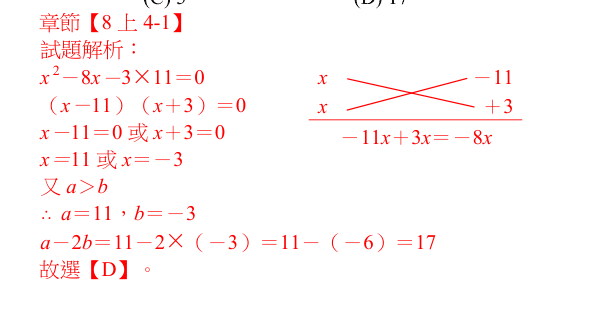 章節【8 上 4-1】
試題解析：
x²－8x－3×11＝0
（x－11）（x＋3）＝0
x－11＝0 或 x＋3＝0
x＝11 或 x＝－3
又 a＞b
∴ a＝11，b＝－3
a－2b＝11－2×（－3）＝11－（－6）＝17
故選【D】。
x －11
x ＋3
－11x＋3x＝－8x